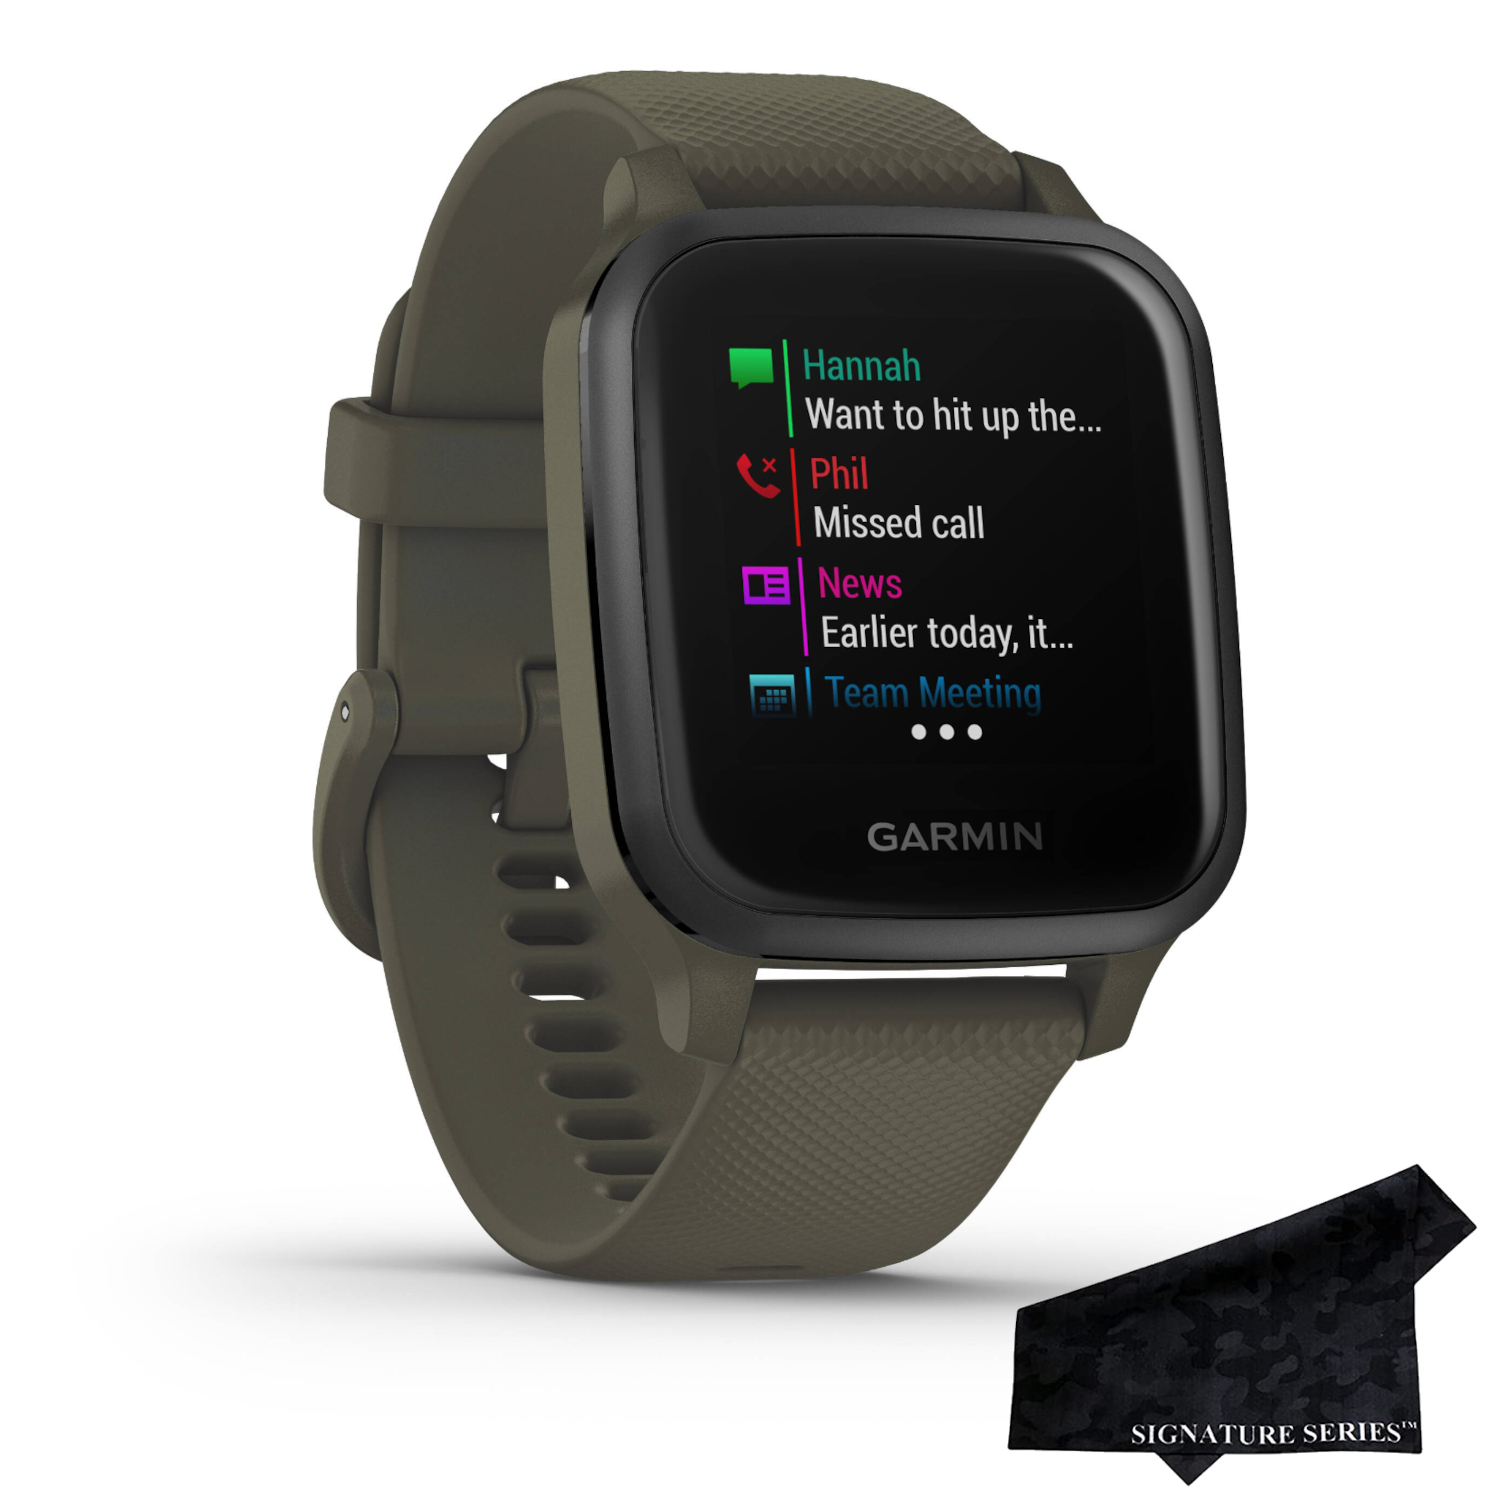 Hannah
Want to hit up the...
Phil
Missed call
News
Earlier today, it...
Team Meeting
GARMIN
SIGNATURE SERIES™